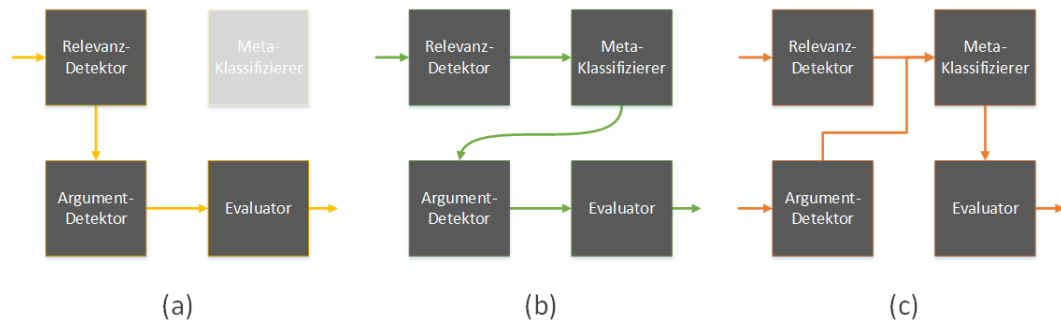 Relevanz-
Detektor
Meta-
Klassifizierer
Argument-
Detektor
Evaluator
(a)
Relevanz-
Detektor
Meta-
Klassifizierer
Argument-
Detektor
Evaluator
(b)
Relevanz-
Detektor
Meta-
Klassifizierer
Argument-
Detektor
Evaluator
(c)